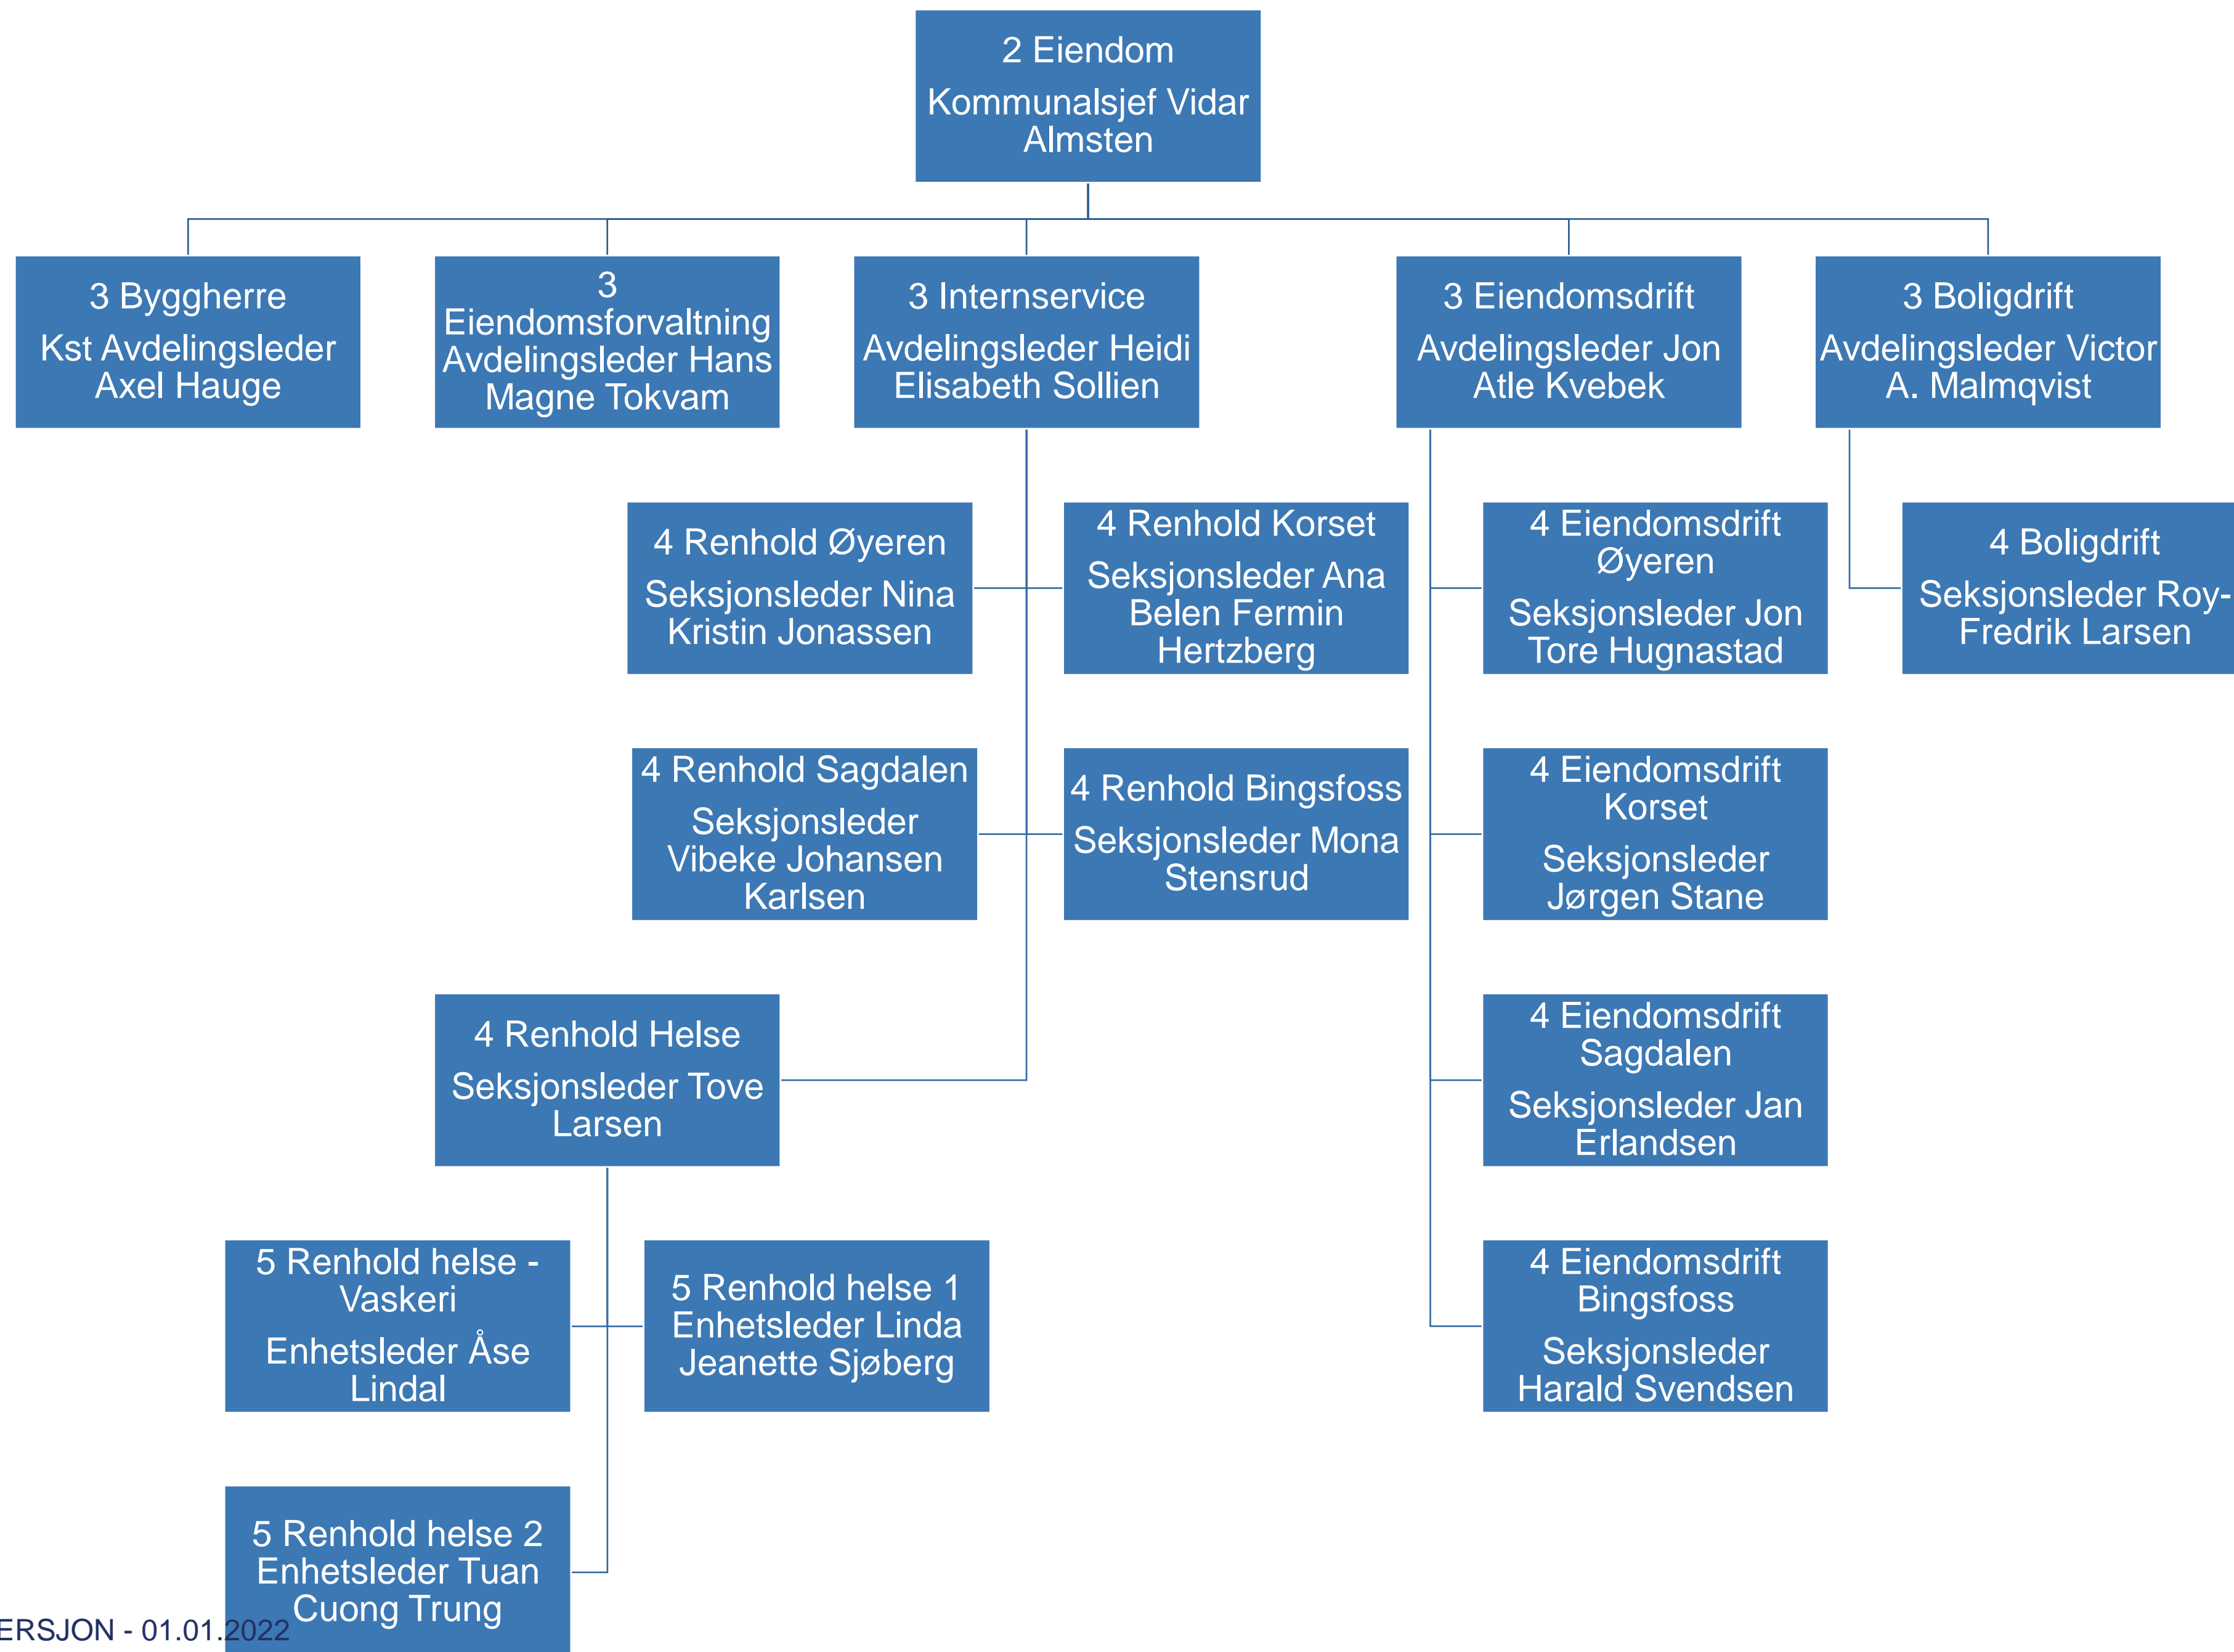 2 Eiendom
Kommunalsjef Vidar
Almsten
3 Byggherre
Kst Avdelingsleder
Axel Hauge
3
Eiendomsforvaltning
Avdelingsleder Hans
Magne Tokvam
3 Internservice
Avdelingsleder Heidi
Elisabeth Sollien
3 Eiendomsdrift
Avdelingsleder Jon
Atle Kvebek
3 Boligdrift
Avdelingsleder Victor
A. Malmqvist
4 Renhold Øyeren
Seksjonsleder Nina
Kristin Jonassen
4 Renhold Korset
Seksjonsleder Ana
Belen Fermin
Hertzberg
4 Eiendomsdrift
Øyeren
Seksjonsleder Jon
Tore Hugnastad
4 Boligdrift
Seksjonsleder Roy-
Fredrik Larsen
4 Renhold Sagdalen
Seksjonsleder
Vibeke Johansen
Karlsen
4 Renhold Bingsfoss
Seksjonsleder Mona
Stensrud
4 Eiendomsdrift
Korset
Seksjonsleder
Jørgen Stane
4 Renhold Helse
Seksjonsleder Tove
Larsen
4 Eiendomsdrift
Sagdalen
Seksjonsleder Jan
Erlandsen
5 Renhold helse -
Vaskeri
Enhetsleder Åse
Lindal
5 Renhold helse 1
Enhetsleder Linda
Jeanette Sjøberg
4 Eiendomsdrift
Bingsfoss
Seksjonsleder
Harald Svendsen
5 Renhold helse 2
Enhetsleder Tuan
Cuong Trung
ERSJON - 01.01.2022